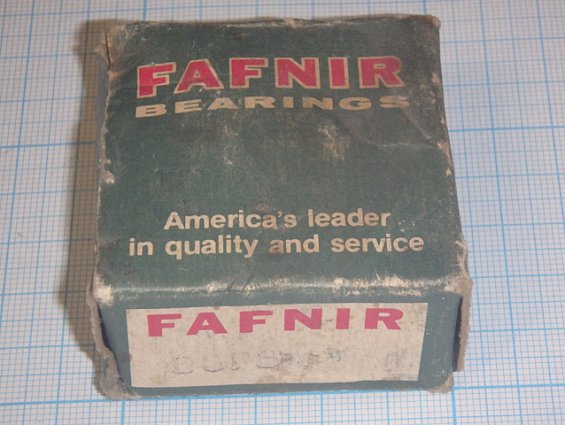 FAFNIR
BEARINGS
America's leader
in quality and service
FAFNIR